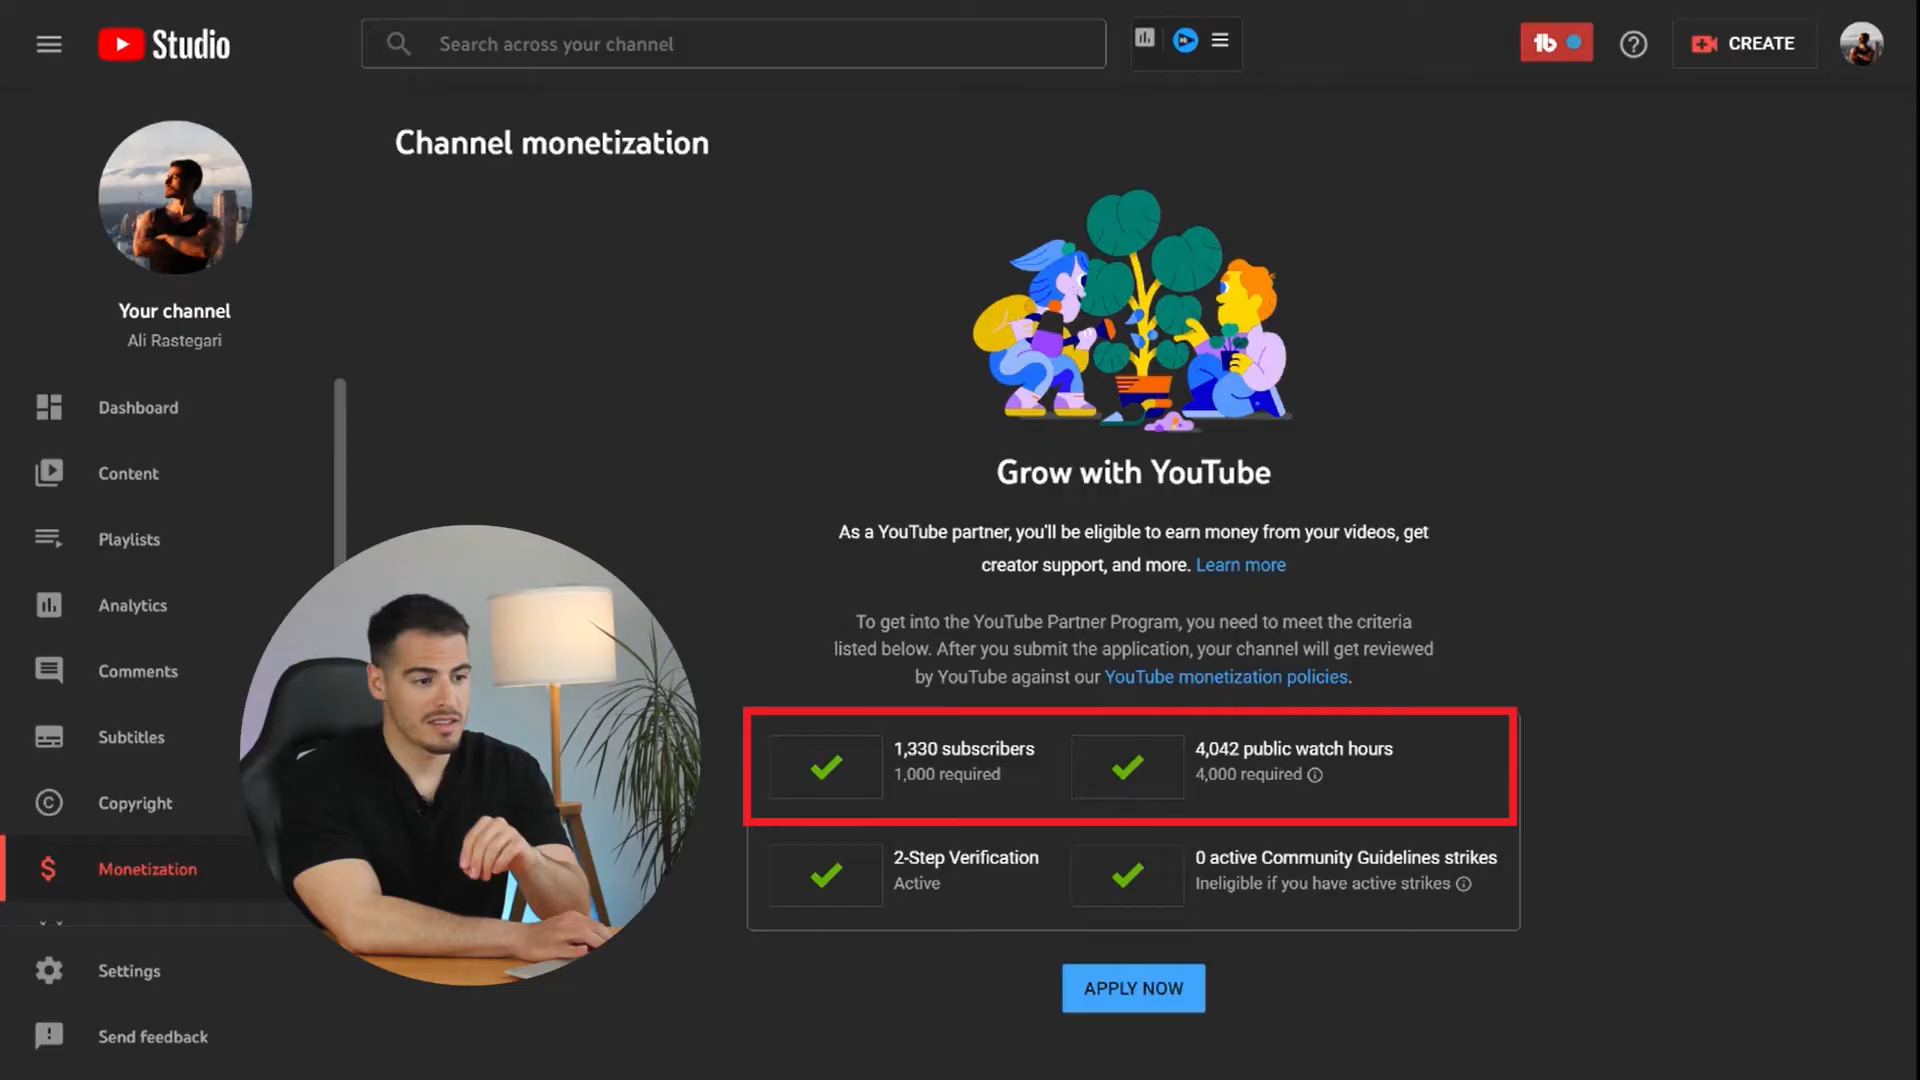 Studio
Search across your channel
CREATE
Your channel
Ali Rastegari
Dashboard
Content
Playlists
Analytics
Comments
Subtitles
Copyright
Monetization
Settings
Send feedback
Channel monetization
Grow with YouTube
As a YouTube partner, you'll be eligible to earn money from your videos, get
creator support, and more. Learn more
To get into the YouTube Partner Program, you need to meet the criteria
listed below. After you submit the application, your channel will get reviewed
by YouTube against our YouTube monetization policies.
1,330 subscribers
1,000 required
4,042 public watch hours
4,000 required
2-Step Verification
Active
0 active Community Guidelines strikes
Ineligible if you have active strikes
APPLY NOW